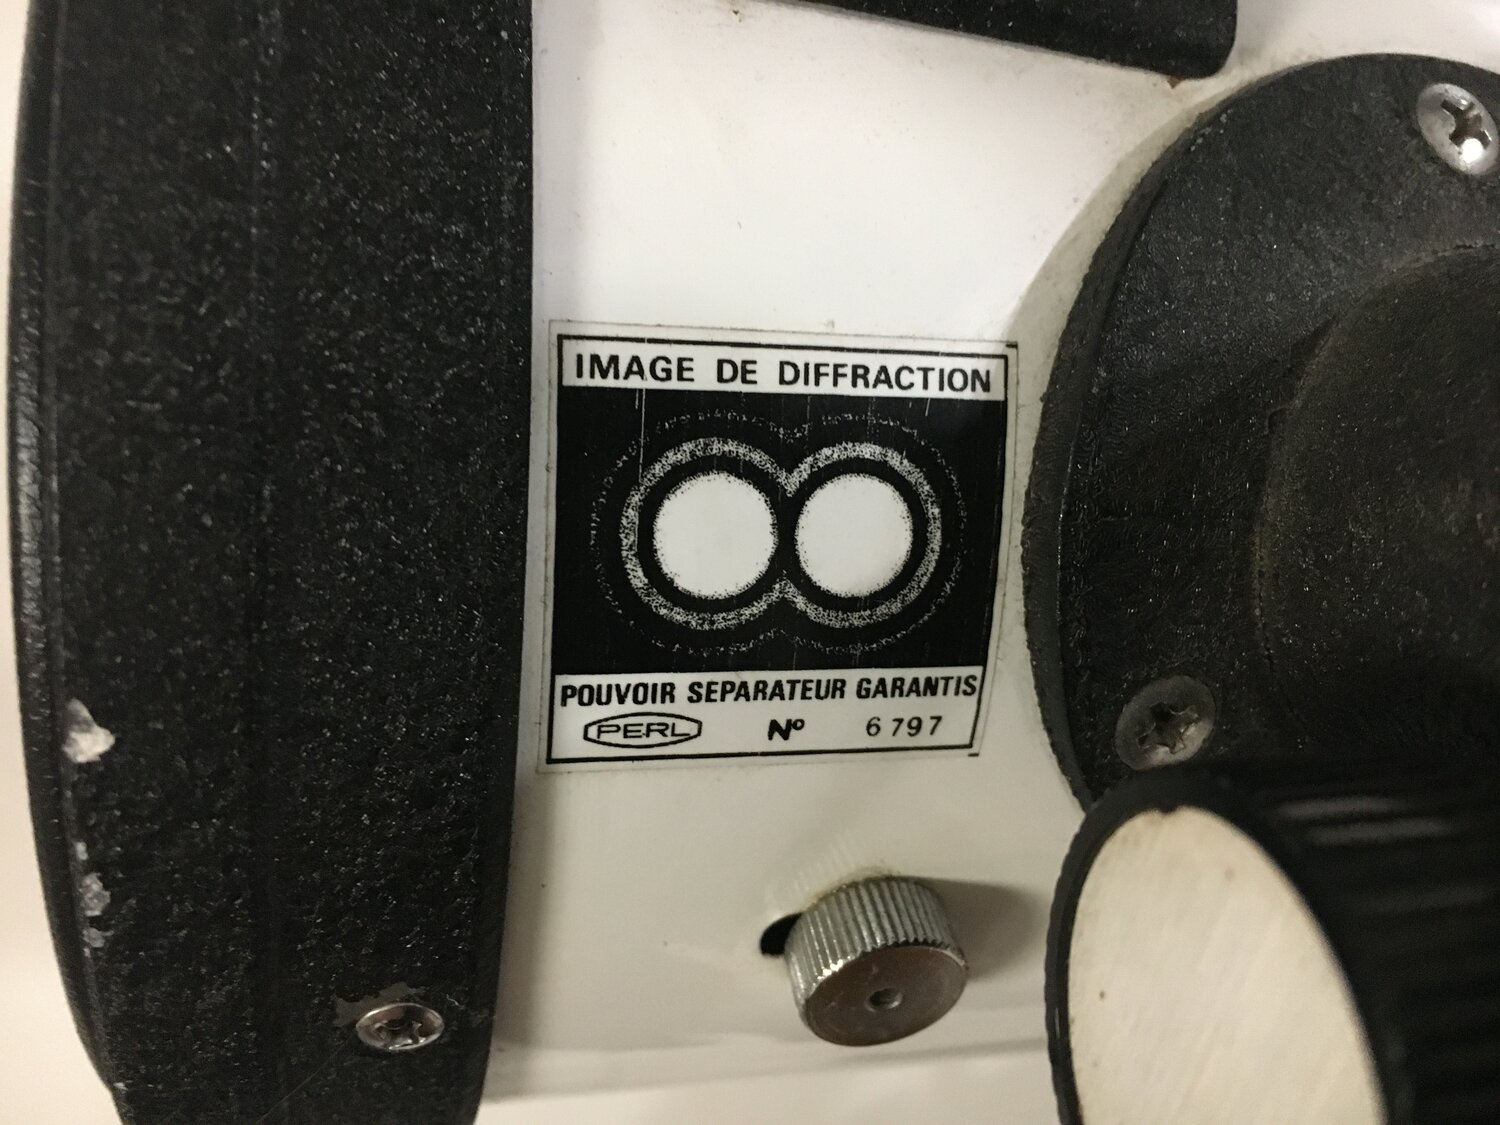 IMAGE DE DIFFRACTION
POUVOIR SEPARATEUR GARANTIS
PERL Nº 6797